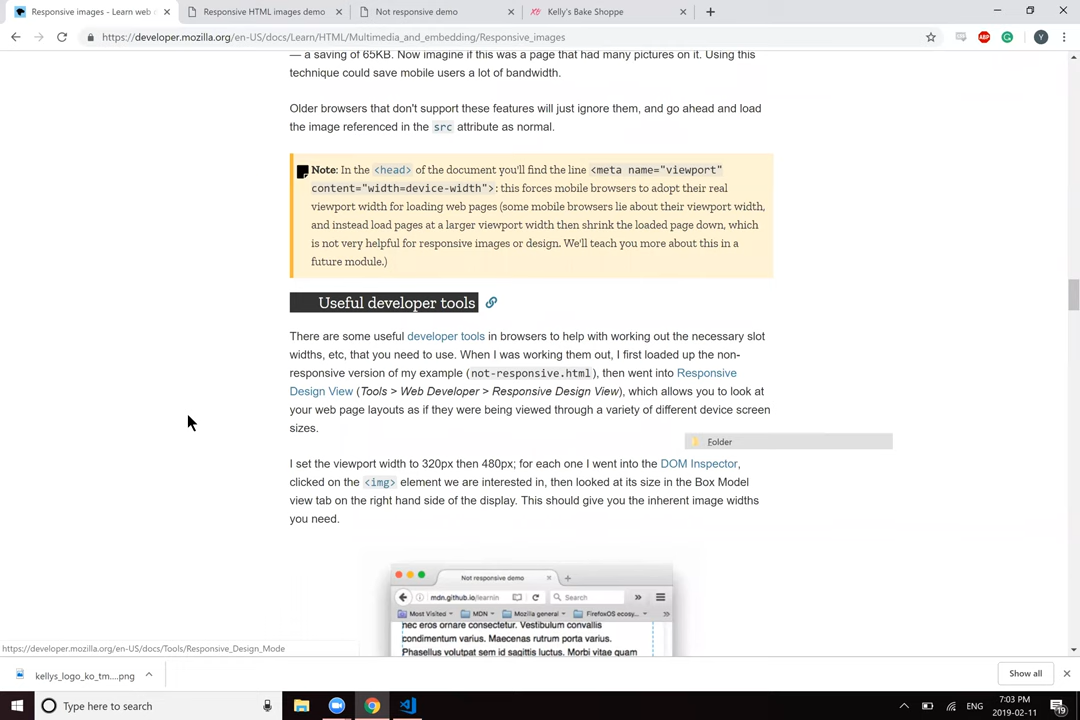 Responsive images - Learn web
Responsive HTML images demo
Not responsive demo
Kelly's Bake Shoppe
https://developer.mozilla.org/en-US/docs/Learn/HTML/Multimedia_and_embedding/Responsive_images
ABP
G
Y
— a saving of 65KB. Now imagine if this was a page that had many pictures on it. Using this
technique could save mobile users a lot of bandwidth.
Older browsers that don't support these features will just ignore them, and go ahead and load
the image referenced in the src attribute as normal.
Note: In the <head> of the document you'll find the line <meta name="viewport"
content="width=device-width">: this forces mobile browsers to adopt their real
viewport width for loading web pages (some mobile browsers lie about their viewport width,
and instead load pages at a larger viewport width then shrink the loaded page down, which
is not very helpful for responsive images or design. We'll teach you more about this in a
future module.)
Useful developer tools
There are some useful developer tools in browsers to help with working out the necessary slot
widths, etc, that you need to use. When I was working them out, I first loaded up the non-
responsive version of my example (not-responsive.html), then went into Responsive
Design View (Tools > Web Developer > Responsive Design View), which allows you to look at
your web page layouts as if they were being viewed through a variety of different device screen
sizes.
Folder
I set the viewport width to 320px then 480px; for each one I went into the DOM Inspector,
clicked on the <img> element we are interested in, then looked at its size in the Box Model
view tab on the right hand side of the display. This should give you the inherent image widths
you need.
Not responsive demo
mdn.github.io/learnin
Search
Most Visited
MDN
Mozilla general
FirefoxOS ecosy...
nec eros ornare consectetur. Vestibulum convallis
condimentum varius. Maecenas rutrum porta varius.
Phasellus volutpat sem id sagittis luctus. Morbi vitae quam
https://developer.mozilla.org/en-US/docs/Tools/Responsive_Design_Mode
kellys_logo_ko_tm....png
Show all
Type here to search
ENG
7:03 PM
2019-02-11
19